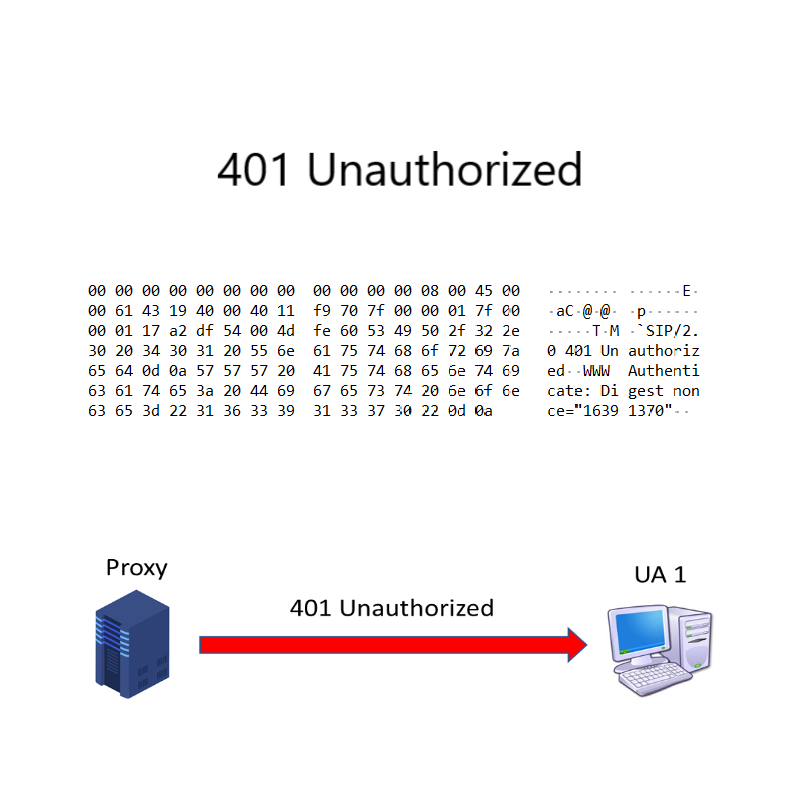 401 Unauthorized
00 00 00 00 00 00 00 00  00 00 00 00 08 00 45 00  ········ ······E·
00 61 43 19 40 00 40 11  f9 70 7f 00 00 01 7f 00  ·aC·@·@· ·p······
00 01 17 a2 df 54 00 4d  fe 60 53 49 50 2f 32 2e  ·····T·M ·`SIP/2.
30 20 34 30 31 20 55 6e  61 75 74 68 6f 72 69 7a  0 401 Un authoriz
65 64 0d 0a 57 57 57 20  41 75 74 68 65 6e 74 69  ed··WWW  Authenti
63 61 74 65 3a 20 44 69  67 65 73 74 20 6e 6f 6e  cate: Di gest non
63 65 3d 22 31 36 33 39  31 33 37 30 22 0d 0a  ce="1639 1370"··
Proxy
UA 1
401 Unauthorized